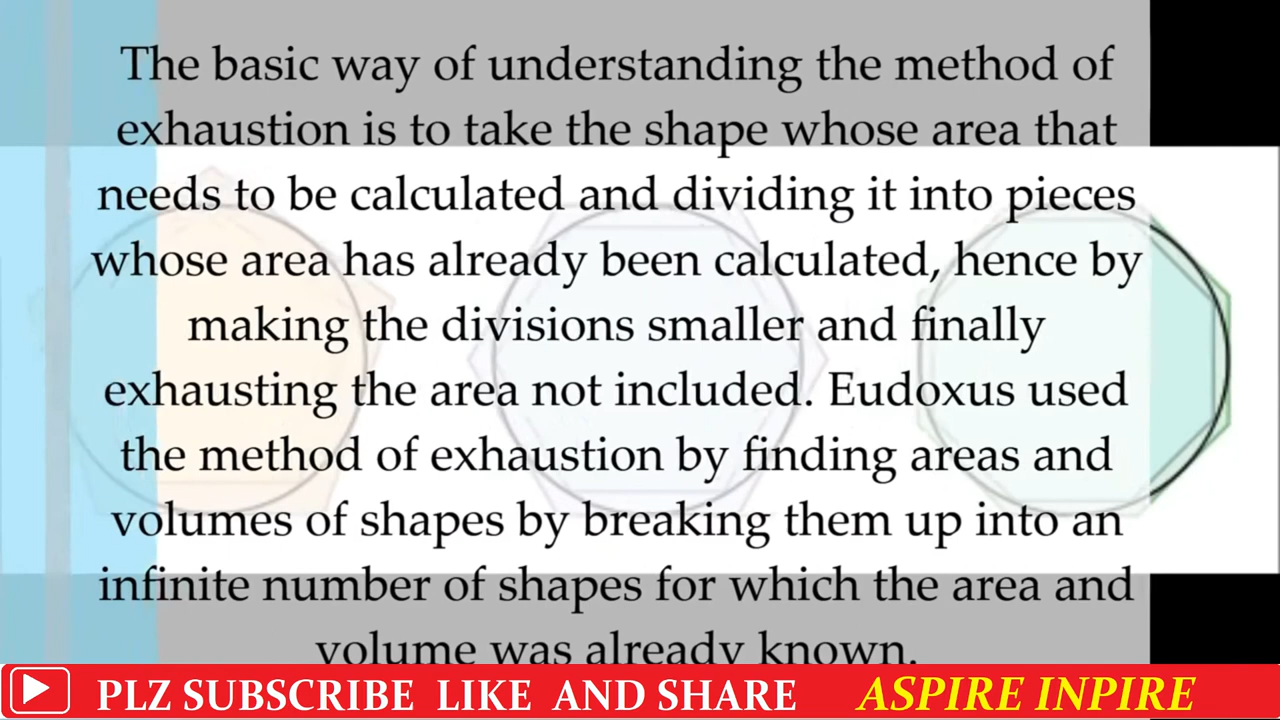 The basic way of understanding the method of
exhaustion is to take the shape whose area that
needs to be calculated and dividing it into pieces
whose area has already been calculated, hence by
making the divisions smaller and finally
exhausting the area not included. Eudoxus used
the method of exhaustion by finding areas and
volumes of shapes by breaking them up into an
infinite number of shapes for which the area and
volume was already known.
PLZ SUBSCRIBE LIKE AND SHARE ASPIRE INPIRE